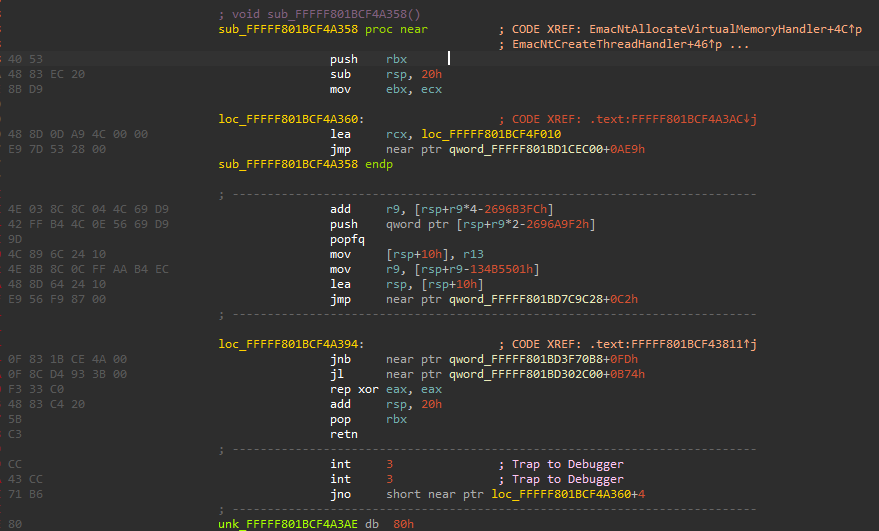 ; void sub_FFFFF801BCF4A358()
sub_FFFFF801BCF4A358 proc near ; CODE XREF: EmacNtAllocateVirtualMemoryHandler+4C↑p
; EmacNtCreateThreadHandler+46↑p ...
40 53 push rbx
48 83 EC 20 sub rsp, 20h
8B D9 mov ebx, ecx
loc_FFFFF801BCF4A360: ; CODE XREF: .text:FFFFF801BCF4A3AC↓j
48 8D 0D A9 4C 00 00 lea rcx, loc_FFFFF801BCF4F010
E9 7D 53 28 00 jmp near ptr qword_FFFFF801BD1CEC00+0AE9h
sub_FFFFF801BCF4A358 endp
; ---------------------------------------------------------------------------
4E 03 8C 8C 04 4C 69 D9 add r9, [rsp+r9*4-2696B3FCh]
42 FF B4 4C 0E 56 69 D9 push qword ptr [rsp+r9*2-2696A9F2h]
9D popfq
4C 89 6C 24 10 mov [rsp+10h], r13
4E 8B 8C 0C FF AA B4 EC mov r9, [rsp+r9-134B5501h]
48 8D 64 24 10 lea rsp, [rsp+10h]
E9 56 F9 87 00 jmp near ptr qword_FFFFF801BD7C9C28+0C2h
; ---------------------------------------------------------------------------
loc_FFFFF801BCF4A394: ; CODE XREF: .text:FFFFF801BCF43811↑j
0F 83 1B CE 4A 00 jnb near ptr qword_FFFFF801BD3F70B8+0FDh
0F 8C D4 93 3B 00 jl near ptr qword_FFFFF801BD302C00+0B74h
F3 33 C0 rep xor eax, eax
48 83 C4 20 add rsp, 20h
5B pop rbx
C3 retn
; ---------------------------------------------------------------------------
CC int 3 ; Trap to Debugger
43 CC int 3 ; Trap to Debugger
71 B6 jno short near ptr loc_FFFFF801BCF4A360+4
; ---------------------------------------------------------------------------
80 unk_FFFFF801BCF4A3AE db 80h